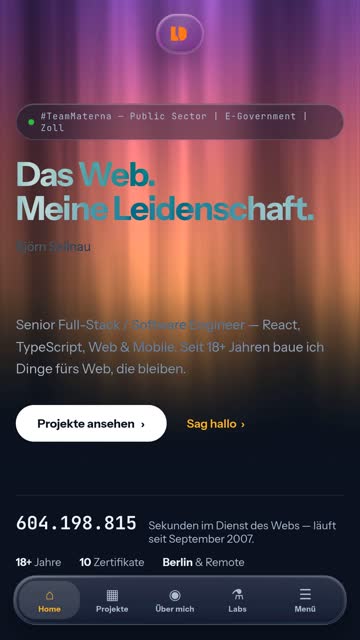 #TeamMaterna — Public Sector | E-Government |
Zoll
Das Web.
Meine Leidenschaft.
Senior Full-Stack / Software Engineer — React,
TypeScript, Web & Mobile. Seit 18+ Jahren baue ich
Dinge fürs Web, die bleiben.
Projekte ansehen ›
Sag hallo ›
604.198.815
Sekunden im Dienst des Webs — läuft
seit September 2007.
18+ Jahre 10 Zertifikate Berlin & Remote
Home Projekte Über mich Labs Menü